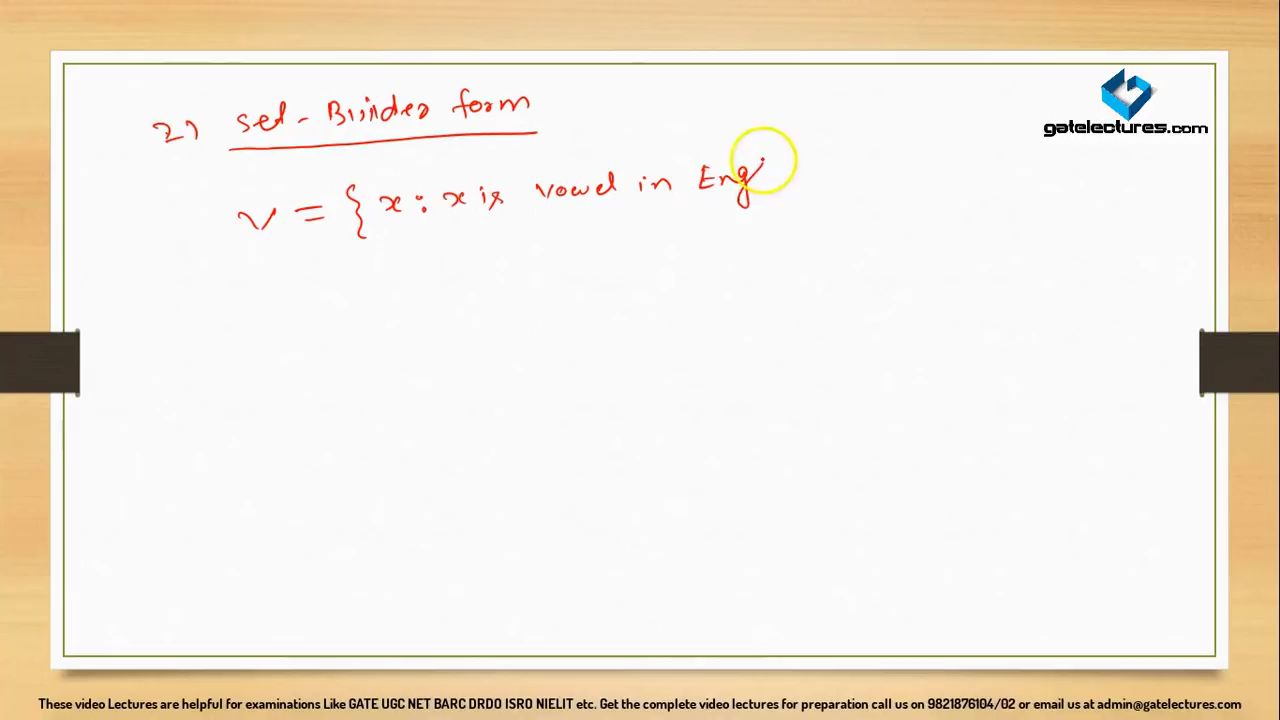 2) Set-Builder form
gatelectures.com
V = { x : x is vowel in Eng
These video Lectures are helpful for examinations Like GATE UGC NET BARC DRDO ISRO NIELIT etc. Get the complete video lectures for preparation call us on 9821876104/02 or email us at admin@gatelectures.com